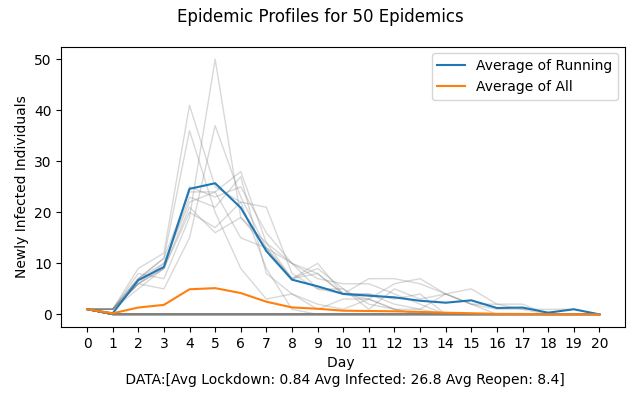 Epidemic Profiles for 50 Epidemics
Newly Infected Individuals
50
40
30
20
10
0
Average of Running
Average of All
0 1 2 3 4 5 6 7 8 9 10 11 12 13 14 15 16 17 18 19 20
Day
DATA:[Avg Lockdown: 0.84 Avg Infected: 26.8 Avg Reopen: 8.4]